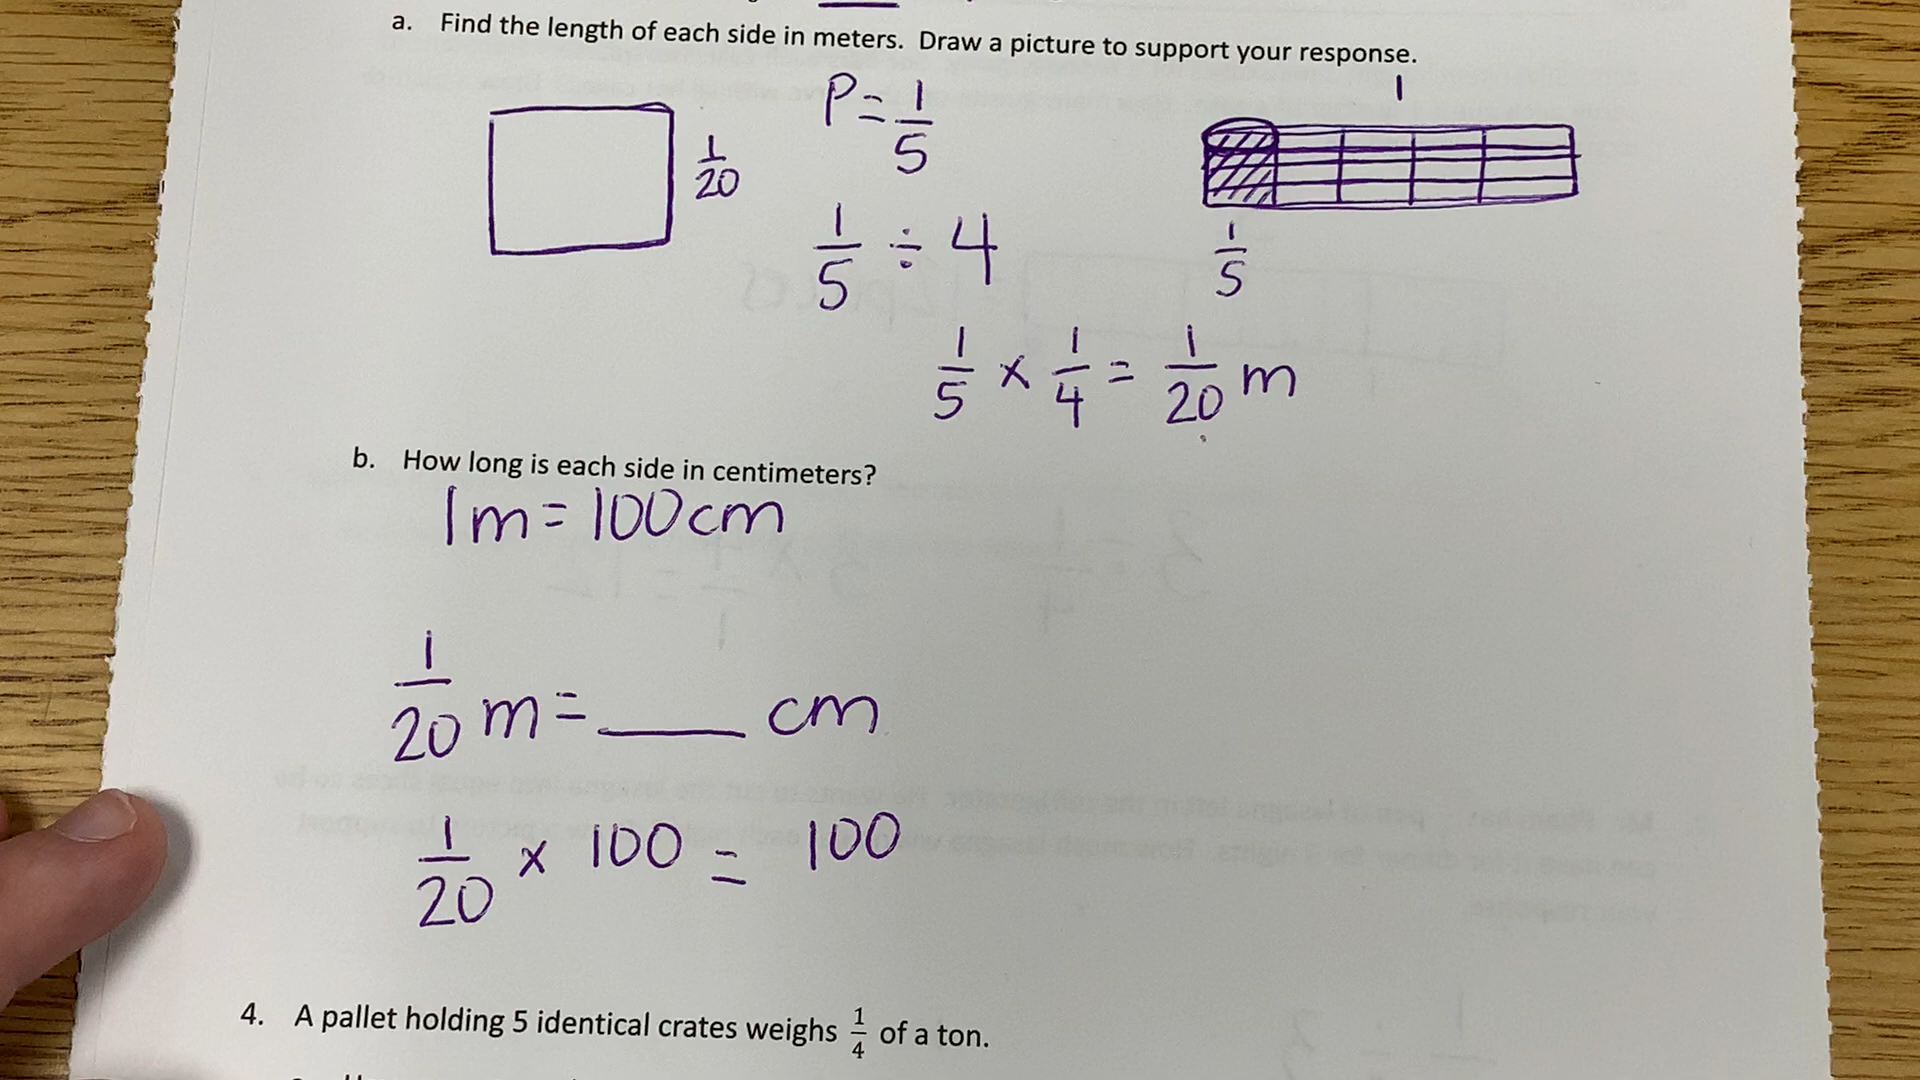 a. Find the length of each side in meters. Draw a picture to support your response.
P = 1/5
1
1/20
1/5 ÷ 4
1/5
1/5 x 1/4 = 1/20 m
b. How long is each side in centimeters?
1m = 100cm
1/20 m = ___ cm
1/20 x 100 = 100
4. A pallet holding 5 identical crates weighs 1/4 of a ton.